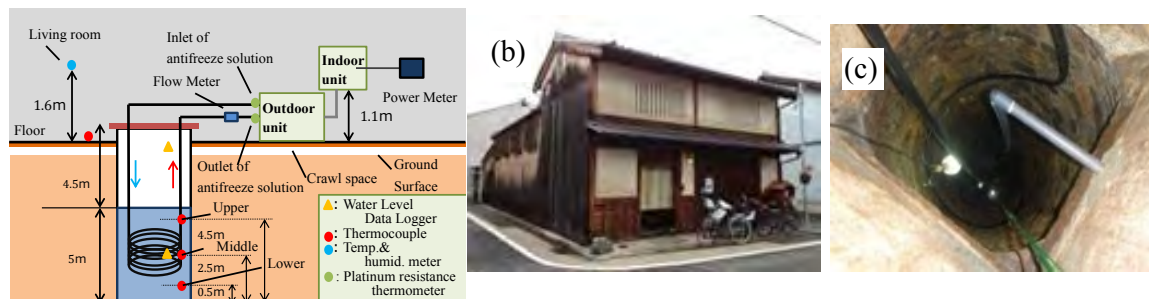 Living room
Inlet of
antifreeze solution
Flow Meter
Indoor
unit
Power Meter
1.6m
Outdoor
unit
1.1m
Floor
Outlet of
antifreeze solution
Crawl space
Ground
Surface
4.5m
Upper
4.5m
Middle
2.5m
Lower
0.5m
5m
: Water Level
Data Logger
: Thermocouple
: Temp.&
humid. meter
: Platinum resistance
thermometer
(b)
(c)